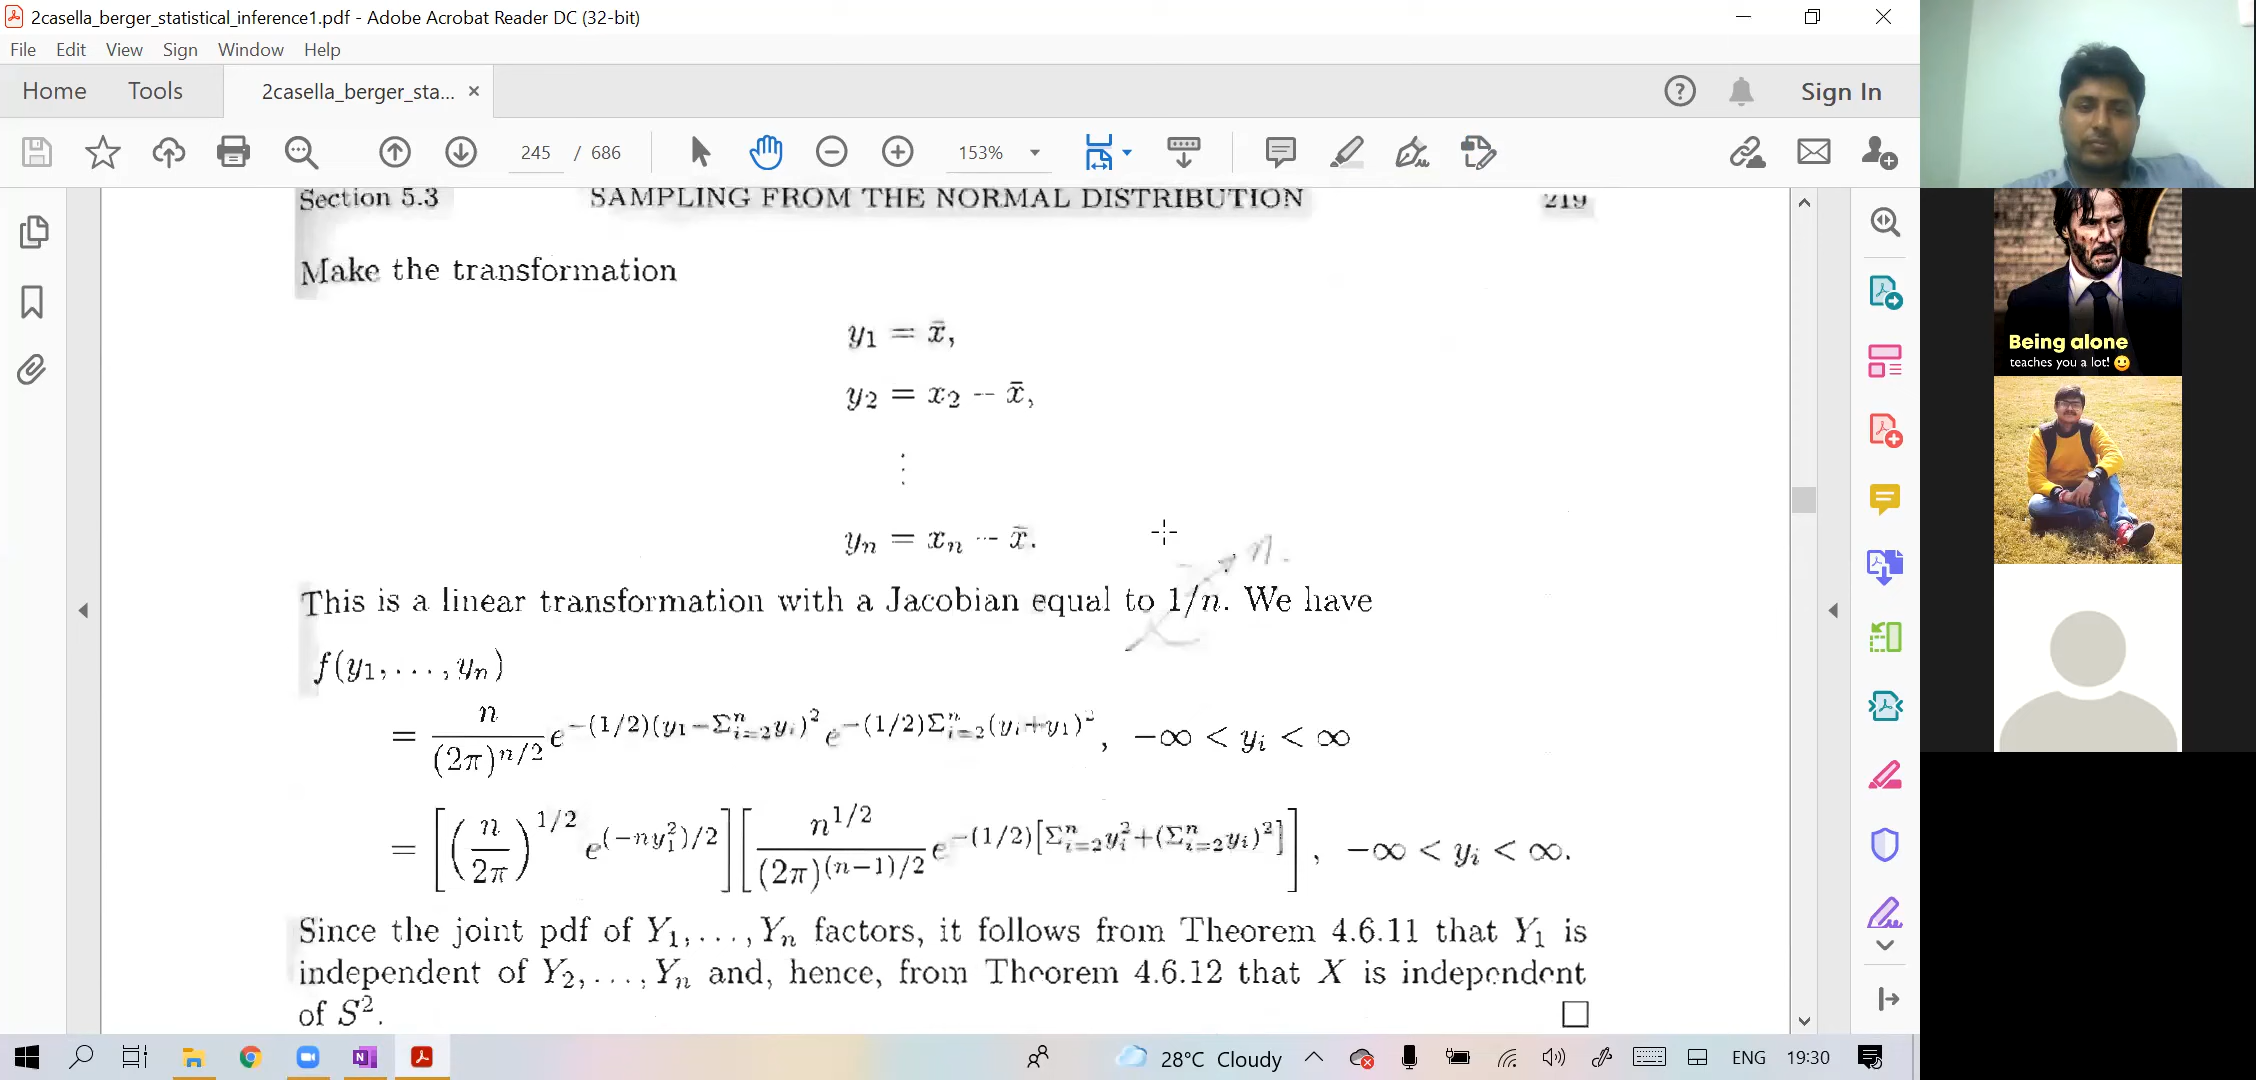 2casella_berger_statistical_inference1.pdf - Adobe Acrobat Reader DC (32-bit)
File Edit View Sign Window Help
Home Tools 2casella_berger_sta... × Sign In
245 / 686 153%
Section 5.3 SAMPLING FROM THE NORMAL DISTRIBUTION 219
Make the transformation
y₁ = x̄,
y₂ = x₂ − x̄,
⋮
yₙ = xₙ − x̄.
n.
This is a linear transformation with a Jacobian equal to 1/n. We have
f(y₁, . . . , yₙ)
= n/(2π)^{n/2} e^{−(1/2)(y₁−Σⁿᵢ₌₂yᵢ)²} e^{−(1/2)Σⁿᵢ₌₂(yᵢ+y₁)²}, −∞ < yᵢ < ∞
= [(n/2π)^{1/2} e^{(−ny₁²)/2}] [n^{1/2}/(2π)^{(n−1)/2} e^{−(1/2)[Σⁿᵢ₌₂yᵢ²+(Σⁿᵢ₌₂yᵢ)²]}], −∞ < yᵢ < ∞.
Since the joint pdf of Y₁, . . . , Yₙ factors, it follows from Theorem 4.6.11 that Y₁ is
independent of Y₂, . . . , Yₙ and, hence, from Theorem 4.6.12 that X is independent
of S². □
Being alone
teaches you a lot! 🙂
28°C Cloudy ENG 19:30